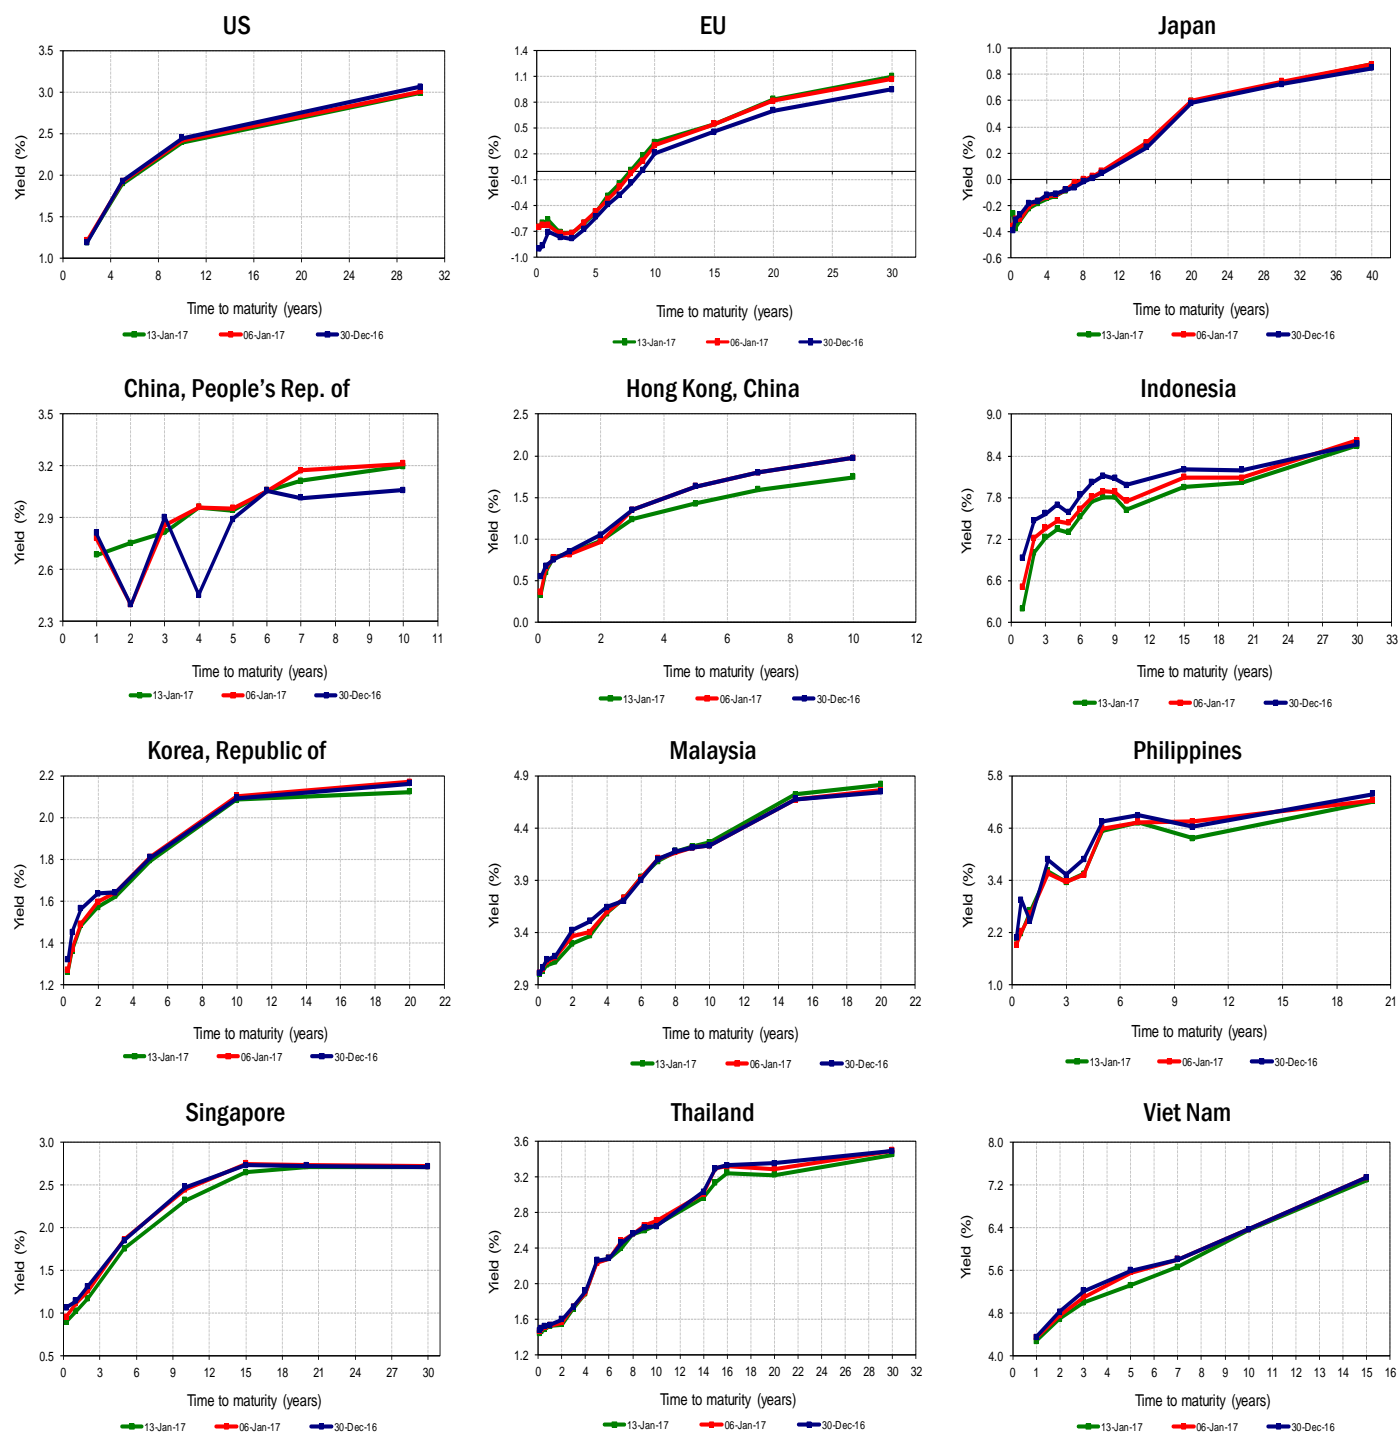 US
EU
Japan
3.5
3.0
2.5
2.0
1.5
1.0
Yield (%)
0 4 8 12 16 20 24 28 32
Time to maturity (years)
13-Jan-17 06-Jan-17 30-Dec-16
1.4
1.1
0.8
0.5
0.2
-0.1
-0.4
-0.7
-1.0
Yield (%)
0 5 10 15 20 25 30
Time to maturity (years)
13-Jan-17 06-Jan-17 30-Dec-16
1.0
0.8
0.6
0.4
0.2
0.0
-0.2
-0.4
-0.6
Yield (%)
0 4 8 12 16 20 24 28 32 36 40
Time to maturity (years)
13-Jan-17 06-Jan-17 30-Dec-16
China, People's Rep. of
Hong Kong, China
Indonesia
3.5
3.2
2.9
2.6
2.3
Yield (%)
0 1 2 3 4 5 6 7 8 9 10 11
Time to maturity (years)
13-Jan-17 06-Jan-17 30-Dec-16
2.5
2.0
1.5
1.0
0.5
0.0
Yield (%)
0 2 4 6 8 10 12
Time to maturity (years)
13-Jan-17 06-Jan-17 30-Dec-16
9.0
8.4
7.8
7.2
6.6
6.0
Yield (%)
0 3 6 9 12 15 18 21 24 27 30 33
Time to maturity (years)
13-Jan-17 06-Jan-17 30-Dec-16
Korea, Republic of
Malaysia
Philippines
2.2
2.0
1.8
1.6
1.4
1.2
Yield (%)
0 2 4 6 8 10 12 14 16 18 20 22
Time to maturity (years)
13-Jan-17 06-Jan-17 30-Dec-16
4.9
4.4
3.9
3.4
2.9
Yield (%)
0 2 4 6 8 10 12 14 16 18 20 22
Time to maturity (years)
13-Jan-17 06-Jan-17 30-Dec-16
5.8
4.6
3.4
2.2
1.0
Yield (%)
0 3 6 9 12 15 18 21
Time to maturity (years)
13-Jan-17 06-Jan-17 30-Dec-16
Singapore
Thailand
Viet Nam
3.0
2.5
2.0
1.5
1.0
0.5
Yield (%)
0 3 6 9 12 15 18 21 24 27 30
Time to maturity (years)
13-Jan-17 06-Jan-17 30-Dec-16
3.6
3.2
2.8
2.4
2.0
1.6
1.2
Yield (%)
0 2 4 6 8 10 12 14 16 18 20 22 24 26 28 30 32
Time to maturity (years)
13-Jan-17 06-Jan-17 30-Dec-16
8.0
7.2
6.4
5.6
4.8
4.0
Yield (%)
0 1 2 3 4 5 6 7 8 9 10 11 12 13 14 15 16
Time to maturity (years)
13-Jan-17 06-Jan-17 30-Dec-16